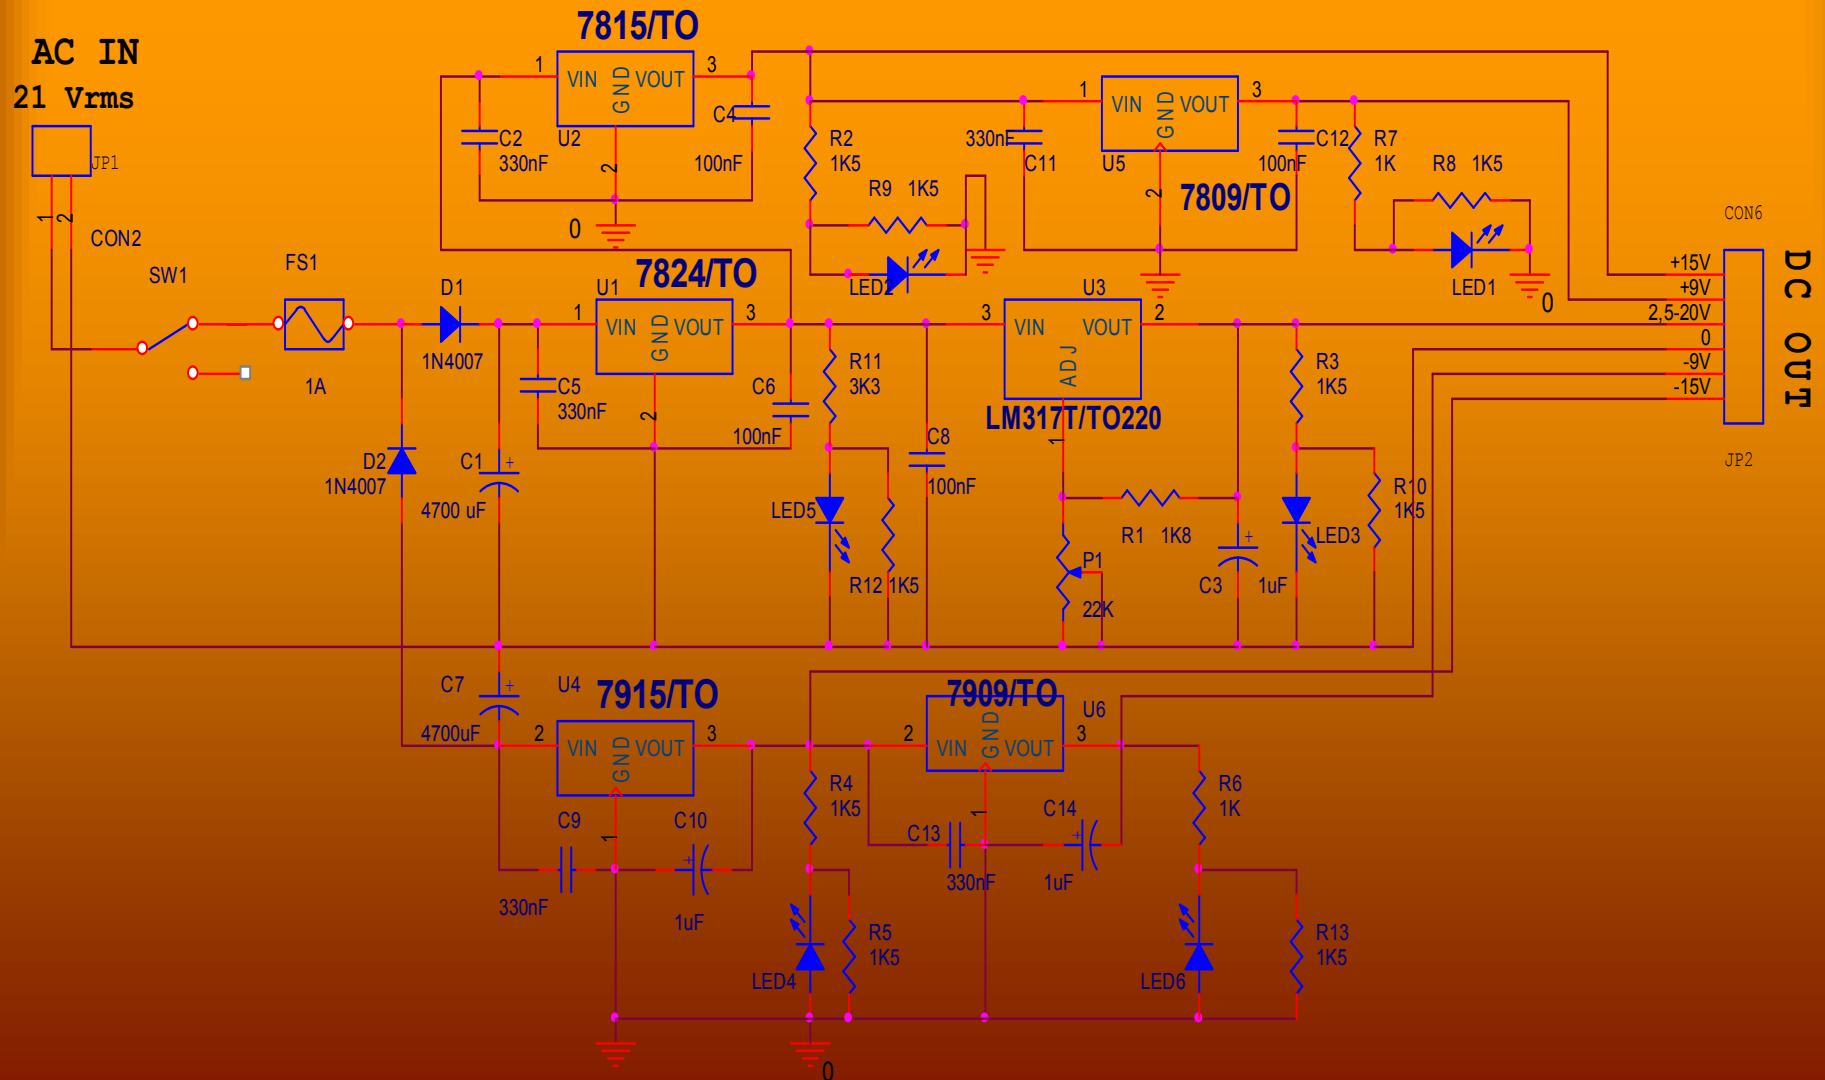 AC IN
21 Vrms
JP1
1
2
CON2
SW1
FS1
1A
D1
1N4007
D2
1N4007
C1
+
4700 uF
7815/TO
1
VIN
GND
VOUT
3
U2
2
C2
330nF
C4
100nF
0
7824/TO
U1
1
VIN
GND
VOUT
3
2
C5
330nF
C6
100nF
R11
3K3
LED5
R12 1K5
C8
100nF
R2
1K5
R9 1K5
LED2
330nF
C11
1
VIN
GND
VOUT
3
U5
2
7809/TO
C12
100nF
R7
1K
R8 1K5
LED1
0
U3
3
VIN
VOUT
2
ADJ
LM317T/TO220
1
R1 1K8
P1
22K
C3
+
1uF
R3
1K5
LED3
R10
1K5
CON6
+15V
+9V
2,5-20V
0
-9V
-15V
JP2
DC OUT
C7
+
4700uF
U4
7915/TO
2
VIN
GND
VOUT
3
1
C9
330nF
C10
+
1uF
R4
1K5
LED4
R5
1K5
0
7909/TO
U6
2
VIN
GND
VOUT
3
1
C13
330nF
C14
+
1uF
R6
1K
LED6
R13
1K5